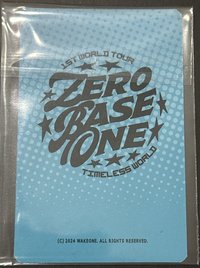 1ST WORLD TOUR
ZERO
BASE
ONE
TIMELESS WORLD
(C) 2024 WAKEONE. ALL RIGHTS RESERVED.